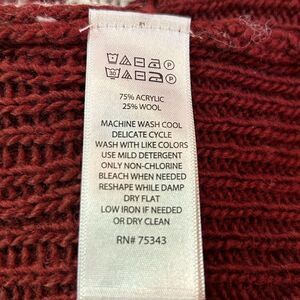 75% ACRYLIC
25% WOOL
MACHINE WASH COOL
DELICATE CYCLE
WASH WITH LIKE COLORS
USE MILD DETERGENT
ONLY NON-CHLORINE
BLEACH WHEN NEEDED
RESHAPE WHILE DAMP
DRY FLAT
LOW IRON IF NEEDED
OR DRY CLEAN
RN# 75343